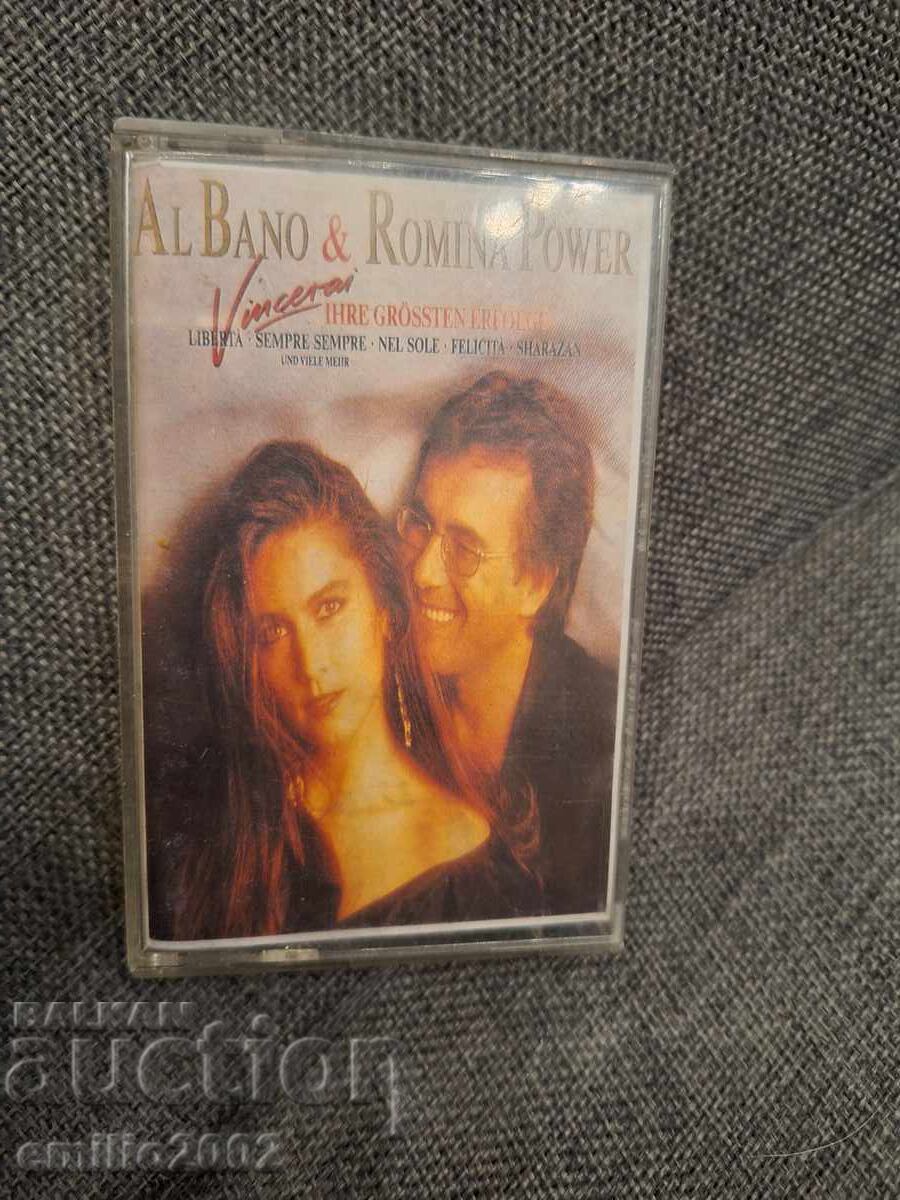 AL BANO & ROMINA POWER
Vincerai
IHRE GRÖSSTEN ERFOLGE
LIBERTÀ · SEMPRE SEMPRE · NEL SOLE · FELICITÀ · SHARAZAN
UND VIELE MEHR
BALKAN
auction
emilio2002